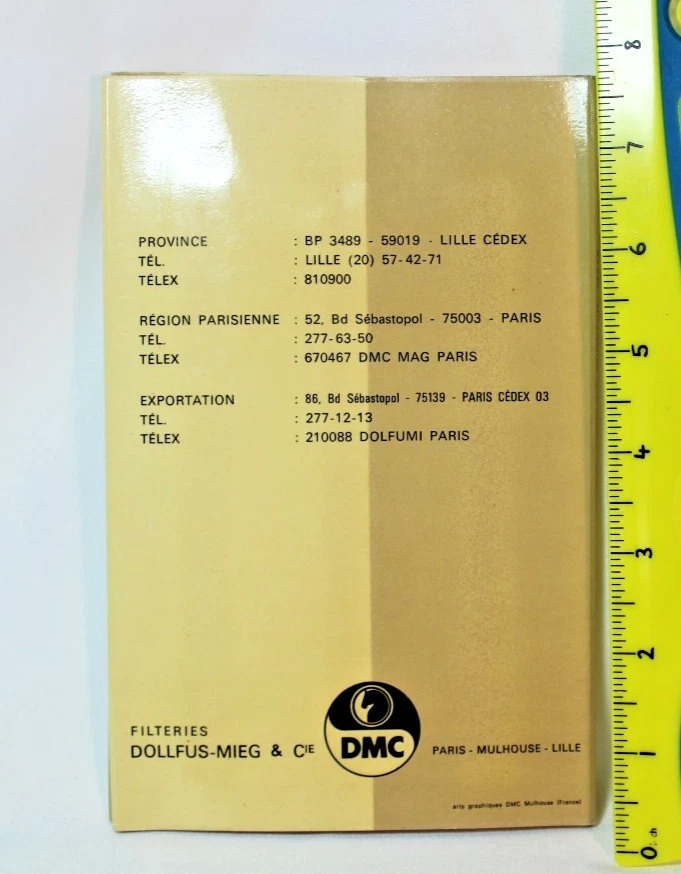 PROVINCE : BP 3489 - 59019 - LILLE CÉDEX
TÉL. : LILLE (20) 57-42-71
TÉLEX : 810900
RÉGION PARISIENNE : 52, Bd Sébastopol - 75003 - PARIS
TÉL. : 277-63-50
TÉLEX : 670467 DMC MAG PARIS
EXPORTATION : 86, Bd Sébastopol - 75139 - PARIS CÉDEX 03
TÉL. : 277-12-13
TÉLEX : 210088 DOLFUMI PARIS
FILTERIES
DOLLFUS-MIEG & CIE DMC PARIS - MULHOUSE - LILLE
arts graphiques DMC Mulhouse (France)
8
7
6
5
4
3
2
1
0